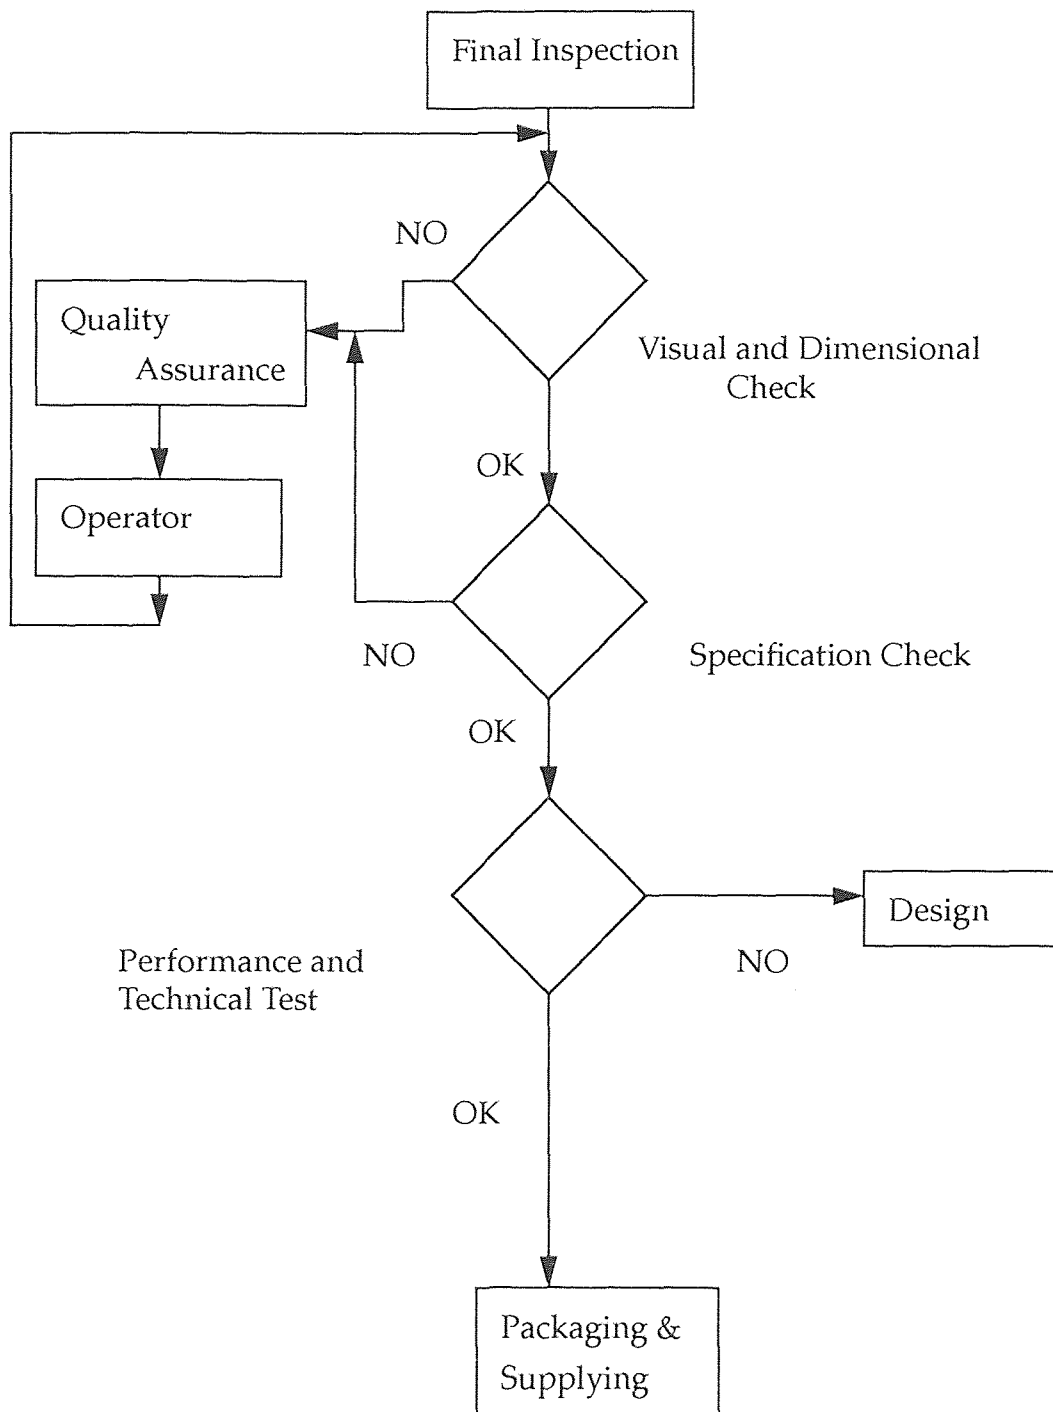 Final Inspection
NO
Quality
Assurance
Visual and Dimensional
Check
OK
Operator
NO
Specification Check
OK
Design
Performance and
Technical Test
NO
OK
Packaging &
Supplying